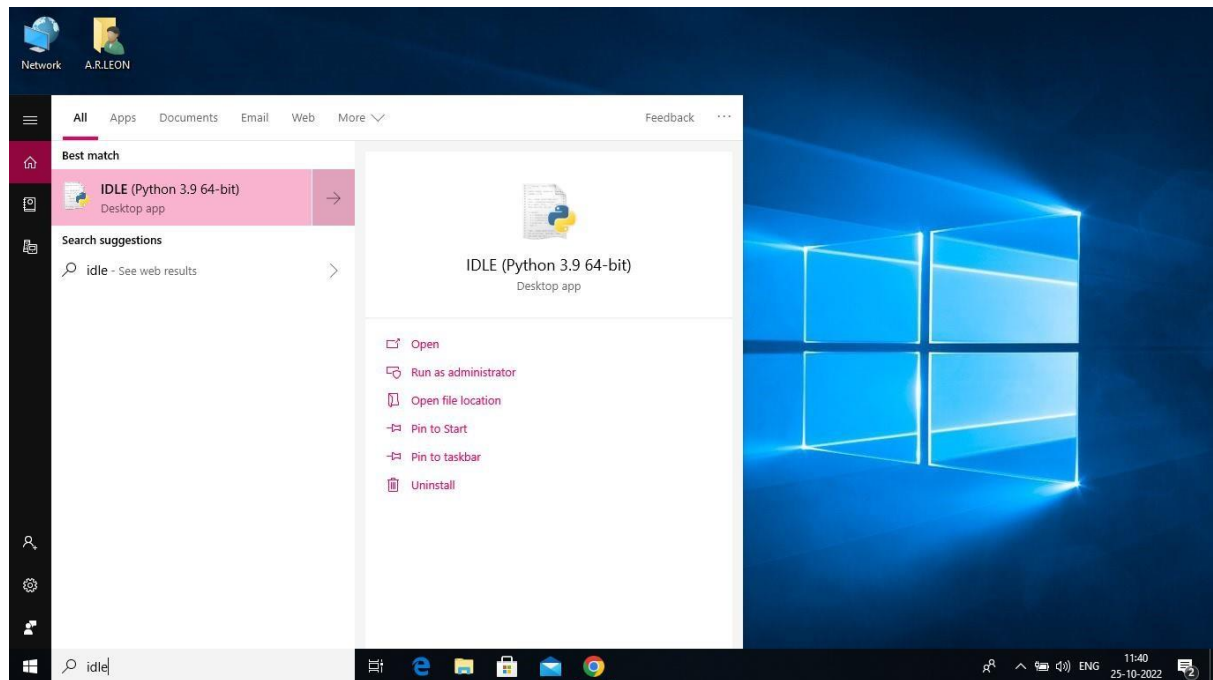 Network
A.R.LEON
All Apps Documents Email Web More Feedback ...
Best match
IDLE (Python 3.9 64-bit)
Desktop app
Search suggestions
idle - See web results
IDLE (Python 3.9 64-bit)
Desktop app
Open
Run as administrator
Open file location
Pin to Start
Pin to taskbar
Uninstall
idle
ENG
11:40
25-10-2022
2